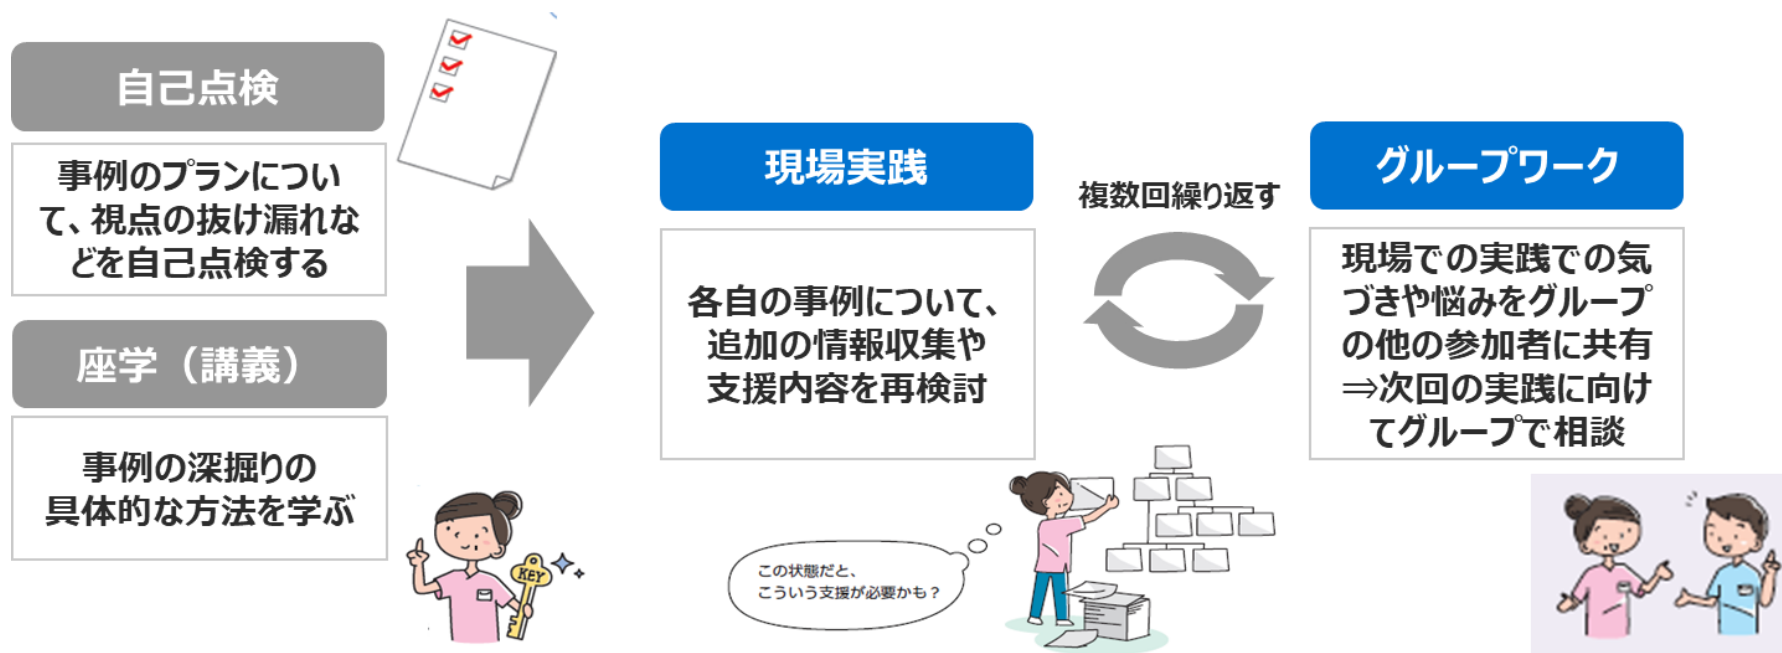 自己点検
事例のプランについ
て、視点の抜け漏れな
どを自己点検する
座学（講義）
事例の深掘りの
具体的な方法を学ぶ
KEY
現場実践
各自の事例について、
追加の情報収集や
支援内容を再検討
この状態だと、
こういう支援が必要かも？
複数回繰り返す
グループワーク
現場での実践での気
づきや悩みをグループ
の他の参加者に共有
⇒次回の実践に向け
てグループで相談